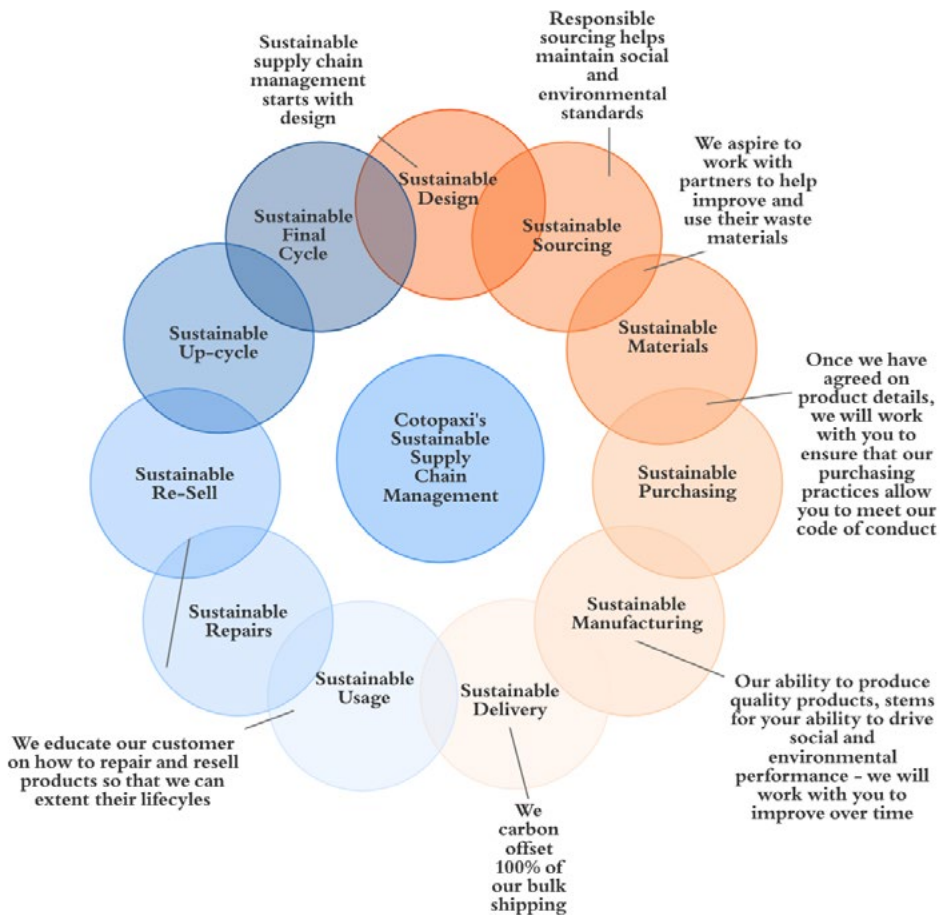 Sustainable
supply chain
management
starts with
design
Responsible
sourcing helps
maintain social
and
environmental
standards
We aspire to
work with
partners to help
improve and
use their waste
materials
Sustainable
Design
Sustainable
Sourcing
Sustainable
Materials
Once we have
agreed on
product details,
we will work
with you to
ensure that our
purchasing
practices allow
you to meet our
code of conduct
Sustainable
Purchasing
Sustainable
Manufacturing
Our ability to produce
quality products, stems
for your ability to drive
social and
environmental
performance - we will
work with you to
improve over time
Sustainable
Delivery
We
carbon
offset
100% of
our bulk
shipping
Sustainable
Usage
Sustainable
Repairs
We educate our customer
on how to repair and resell
products so that we can
extent their lifecyles
Sustainable
Re-Sell
Sustainable
Up-cycle
Sustainable
Final
Cycle
Cotopaxi's
Sustainable
Supply
Chain
Management